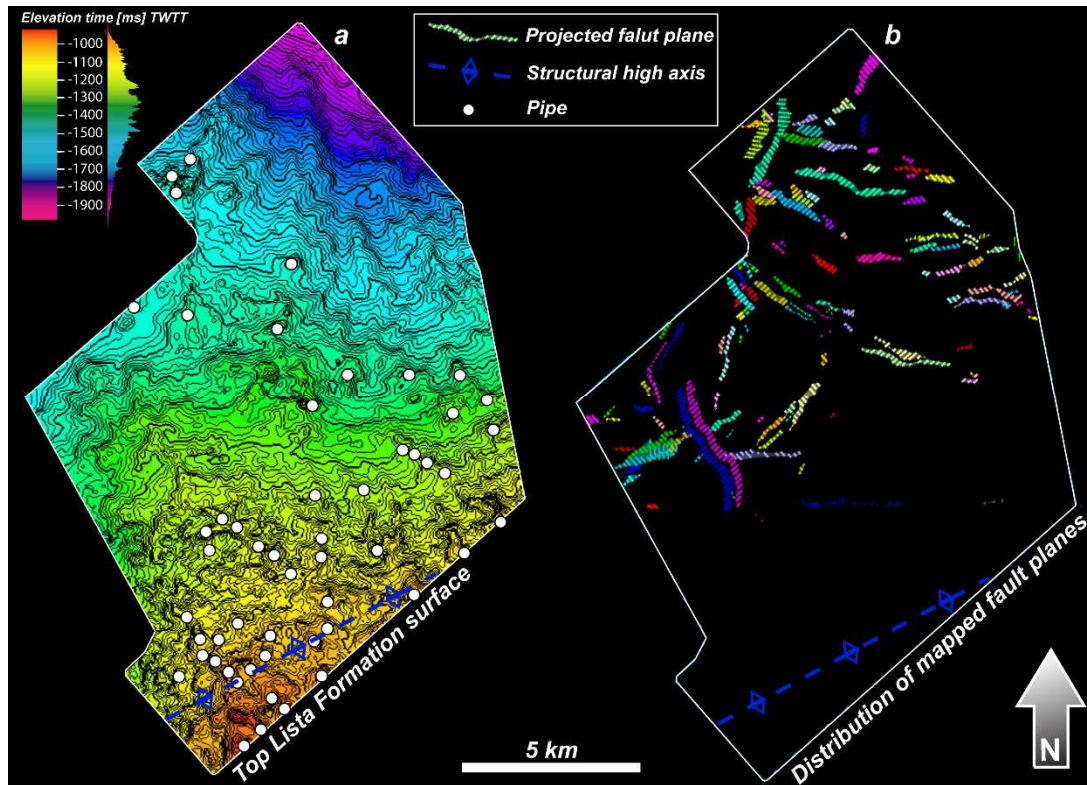 Elevation time [ms] TWTT
-1000
-1100
-1200
-1300
-1400
-1500
-1600
-1700
-1800
-1900
a
Projected falut plane
Structural high axis
Pipe
b
Top Lista Formation surface
Distribution of mapped fault planes
5 km
N